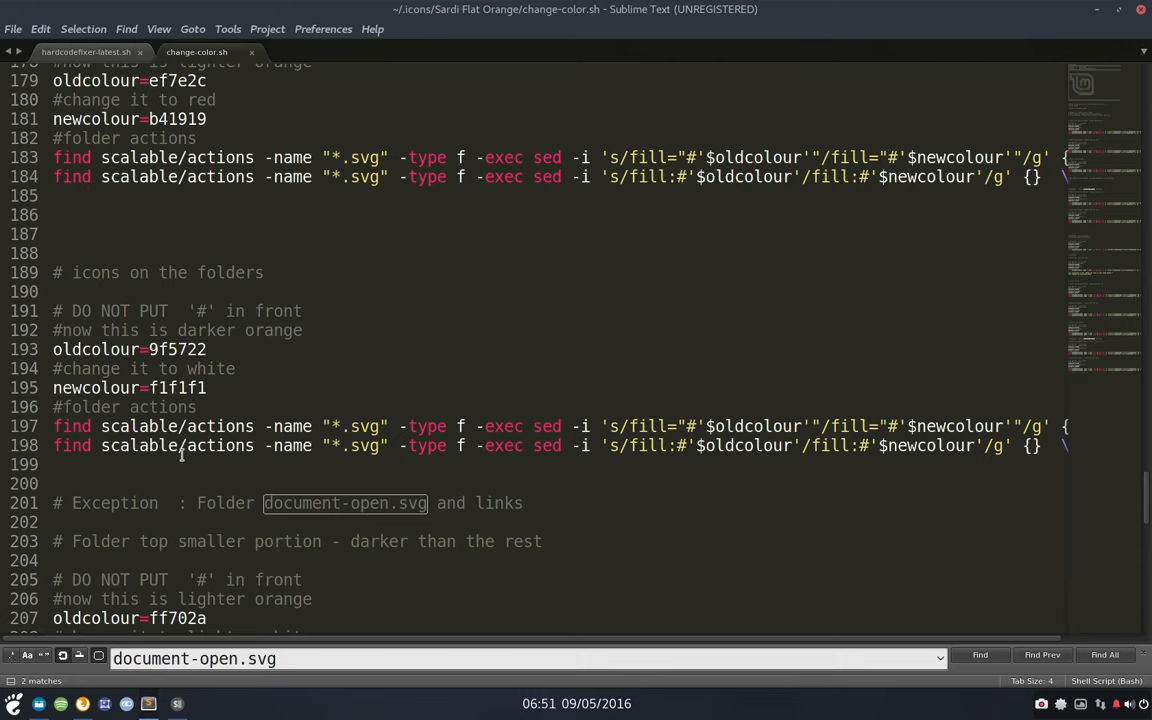 ~/.icons/Sardi Flat Orange/change-color.sh - Sublime Text (UNREGISTERED)
File Edit Selection Find View Goto Tools Project Preferences Help
hardcodefixer-latest.sh × change-color.sh ×
178 #now this is lighter orange
179 oldcolour=ef7e2c
180 #change it to red
181 newcolour=b41919
182 #folder actions
183 find scalable/actions -name "*.svg" -type f -exec sed -i 's/fill="#'$oldcolour'"/fill="#'$newcolour'"/g' {
184 find scalable/actions -name "*.svg" -type f -exec sed -i 's/fill:#'$oldcolour'/fill:#'$newcolour'/g' {} \
185
186
187
188
189 # icons on the folders
190
191 # DO NOT PUT '#' in front
192 #now this is darker orange
193 oldcolour=9f5722
194 #change it to white
195 newcolour=f1f1f1
196 #folder actions
197 find scalable/actions -name "*.svg" -type f -exec sed -i 's/fill="#'$oldcolour'"/fill="#'$newcolour'"/g' {
198 find scalable/actions -name "*.svg" -type f -exec sed -i 's/fill:#'$oldcolour'/fill:#'$newcolour'/g' {} \
199
200
201 # Exception : Folder document-open.svg and links
202
203 # Folder top smaller portion - darker than the rest
204
205 # DO NOT PUT '#' in front
206 #now this is lighter orange
207 oldcolour=ff702a
.* Aa “” document-open.svg Find Find Prev Find All
2 matches Tab Size: 4 Shell Script (Bash)
06:51 09/05/2016